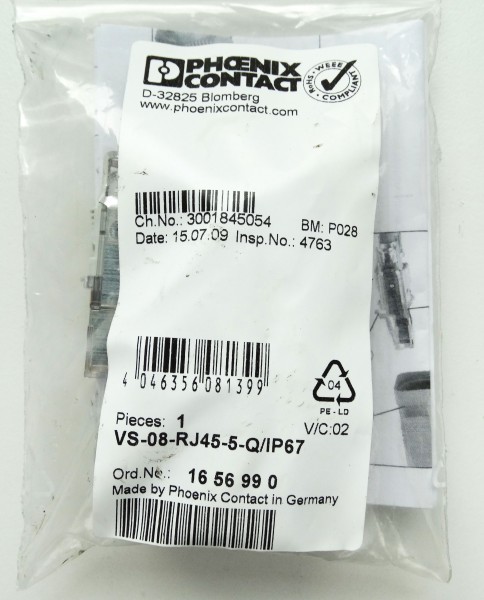 PHŒNIX
CONTACT
RoHS - WEEE COMPLIANT
D-32825 Blomberg
www.phoenixcontact.com
Ch.No.: 3001845054 BM: P028
Date: 15.07.09 Insp.No.: 4763
4 046356 081399
04
PE-LD
Pieces: 1 V/C:02
VS-08-RJ45-5-Q/IP67
Ord.No.: 16 56 99 0
Made by Phoenix Contact in Germany